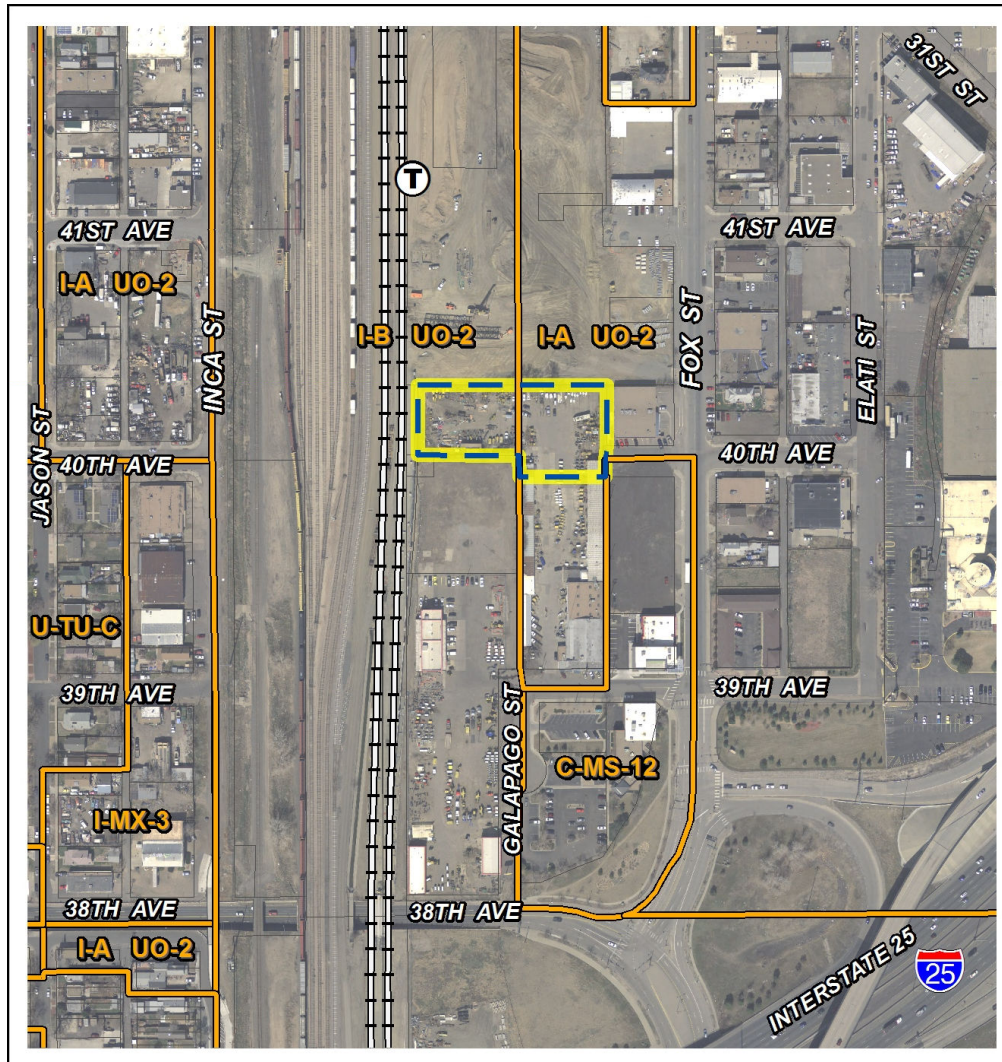 31ST ST
T
41ST AVE
41ST AVE
I-A UO-2
INCA ST
I-B UO-2
I-A UO-2
FOX ST
ELATI ST
JASON ST
40TH AVE
40TH AVE
U-TU-C
39TH AVE
39TH AVE
GALAPAGO ST
C-MS-12
I-MX-3
38TH AVE
38TH AVE
I-A UO-2
INTERSTATE 25
25